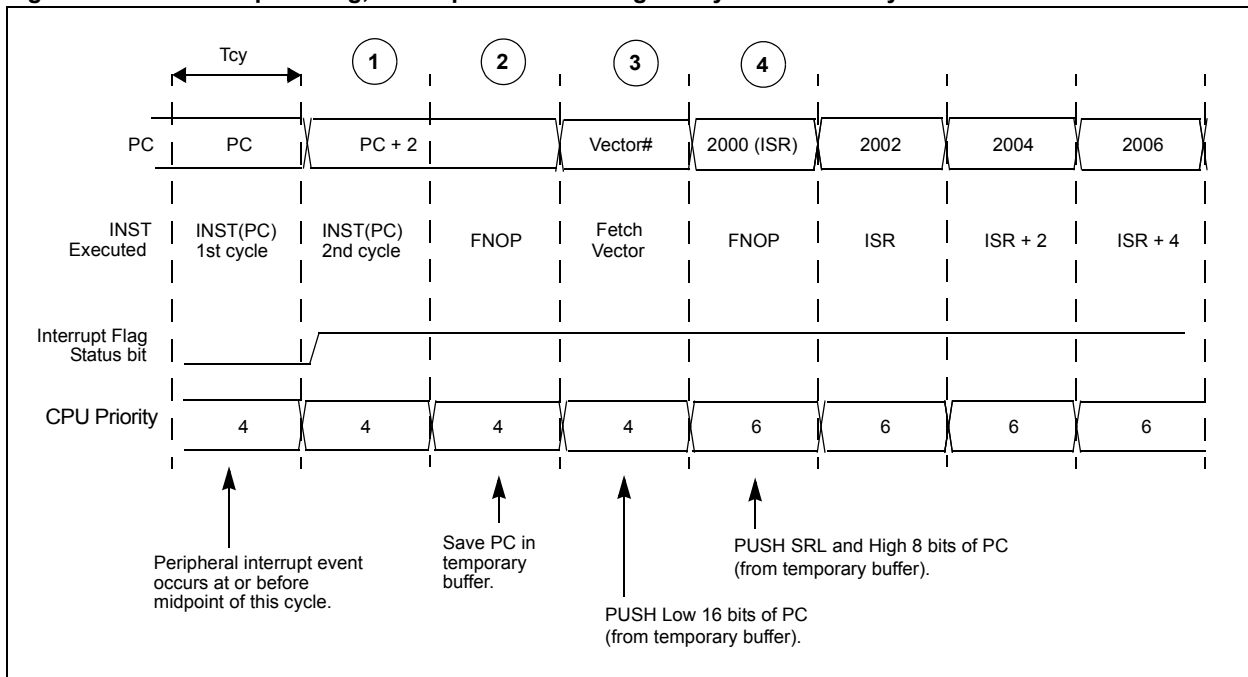 Tcy
1 2 3 4
PC PC PC + 2 Vector# 2000 (ISR) 2002 2004 2006
INST
Executed
INST(PC)
1st cycle
INST(PC)
2nd cycle
FNOP
Fetch
Vector
FNOP
ISR
ISR + 2
ISR + 4
Interrupt Flag
Status bit
CPU Priority 4 4 4 4 6 6 6 6
Peripheral interrupt event
occurs at or before
midpoint of this cycle.
Save PC in
temporary
buffer.
PUSH Low 16 bits of PC
(from temporary buffer).
PUSH SRL and High 8 bits of PC
(from temporary buffer).